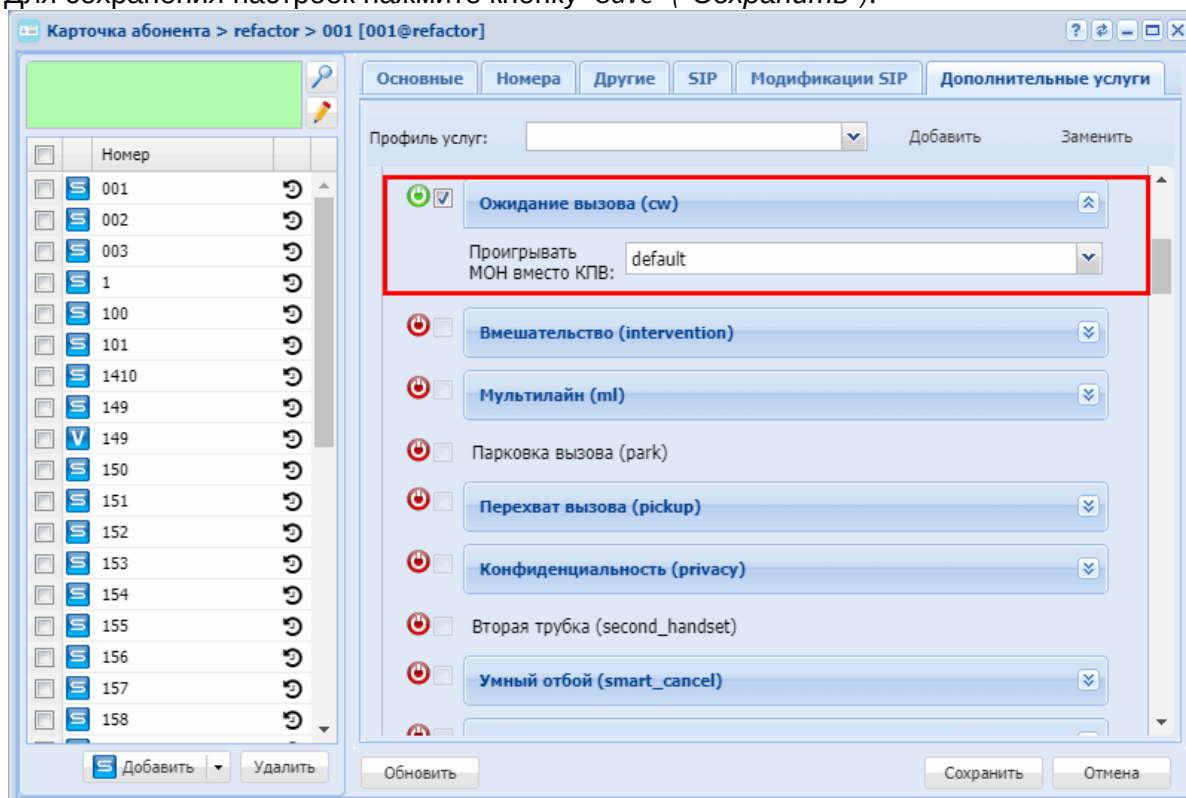 Для сохранения настроек нажмите кнопку "Save" ("Сохранить").
Карточка абонента > refactor > 001 [001@refactor]
Основные Номера Другие SIP Модификации SIP Дополнительные услуги
Профиль услуг: Добавить Заменить
Номер
001
002
003
1
100
101
1410
149
149
150
151
152
153
154
155
156
157
158
Добавить Удалить
Ожидание вызова (cw)
Проигрывать
МОН вместо КПВ: default
Вмешательство (intervention)
Мультилайн (ml)
Парковка вызова (park)
Перехват вызова (pickup)
Конфиденциальность (privacy)
Вторая трубка (second_handset)
Умный отбой (smart_cancel)
Обновить Сохранить Отмена